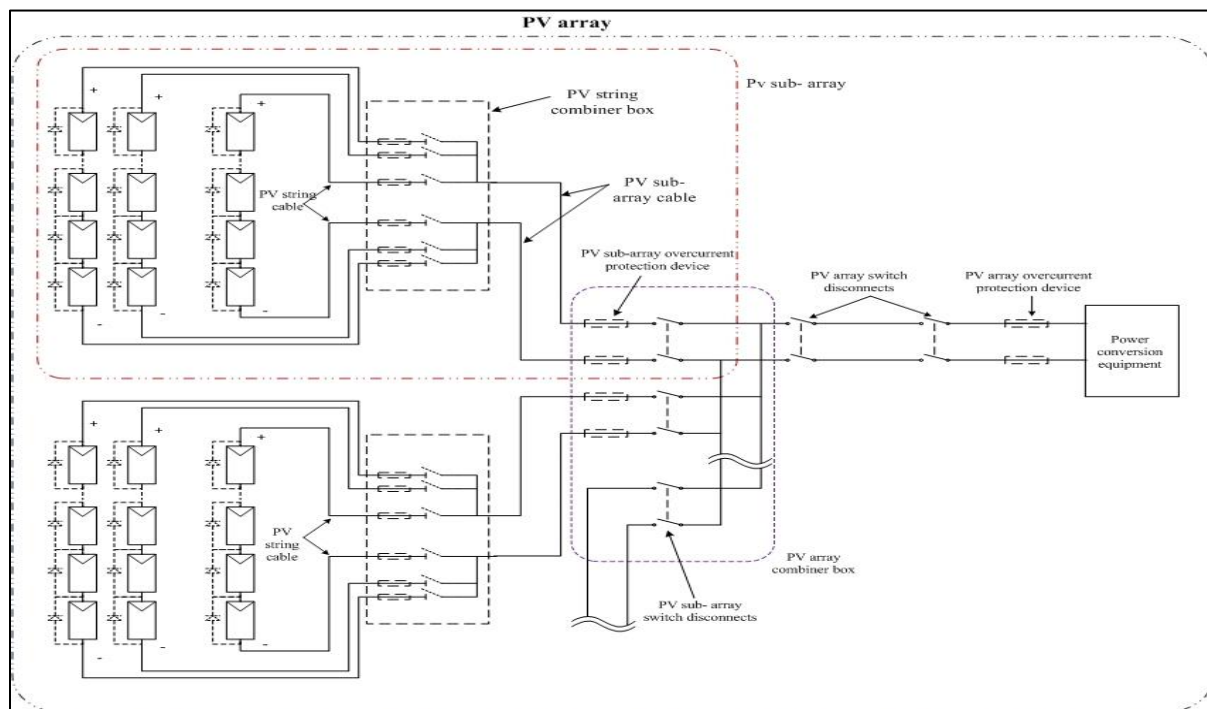 PV array
Pv sub- array
PV string
combiner box
+
+
+
PV string
cable
PV sub-
array cable
PV sub-array overcurrent
protection device
PV array switch
disconnects
PV array overcurrent
protection device
Power
conversion
equipment
-
-
-
+
+
+
PV
string
cable
PV array
combiner box
PV sub- array
switch disconnects
-
-
-